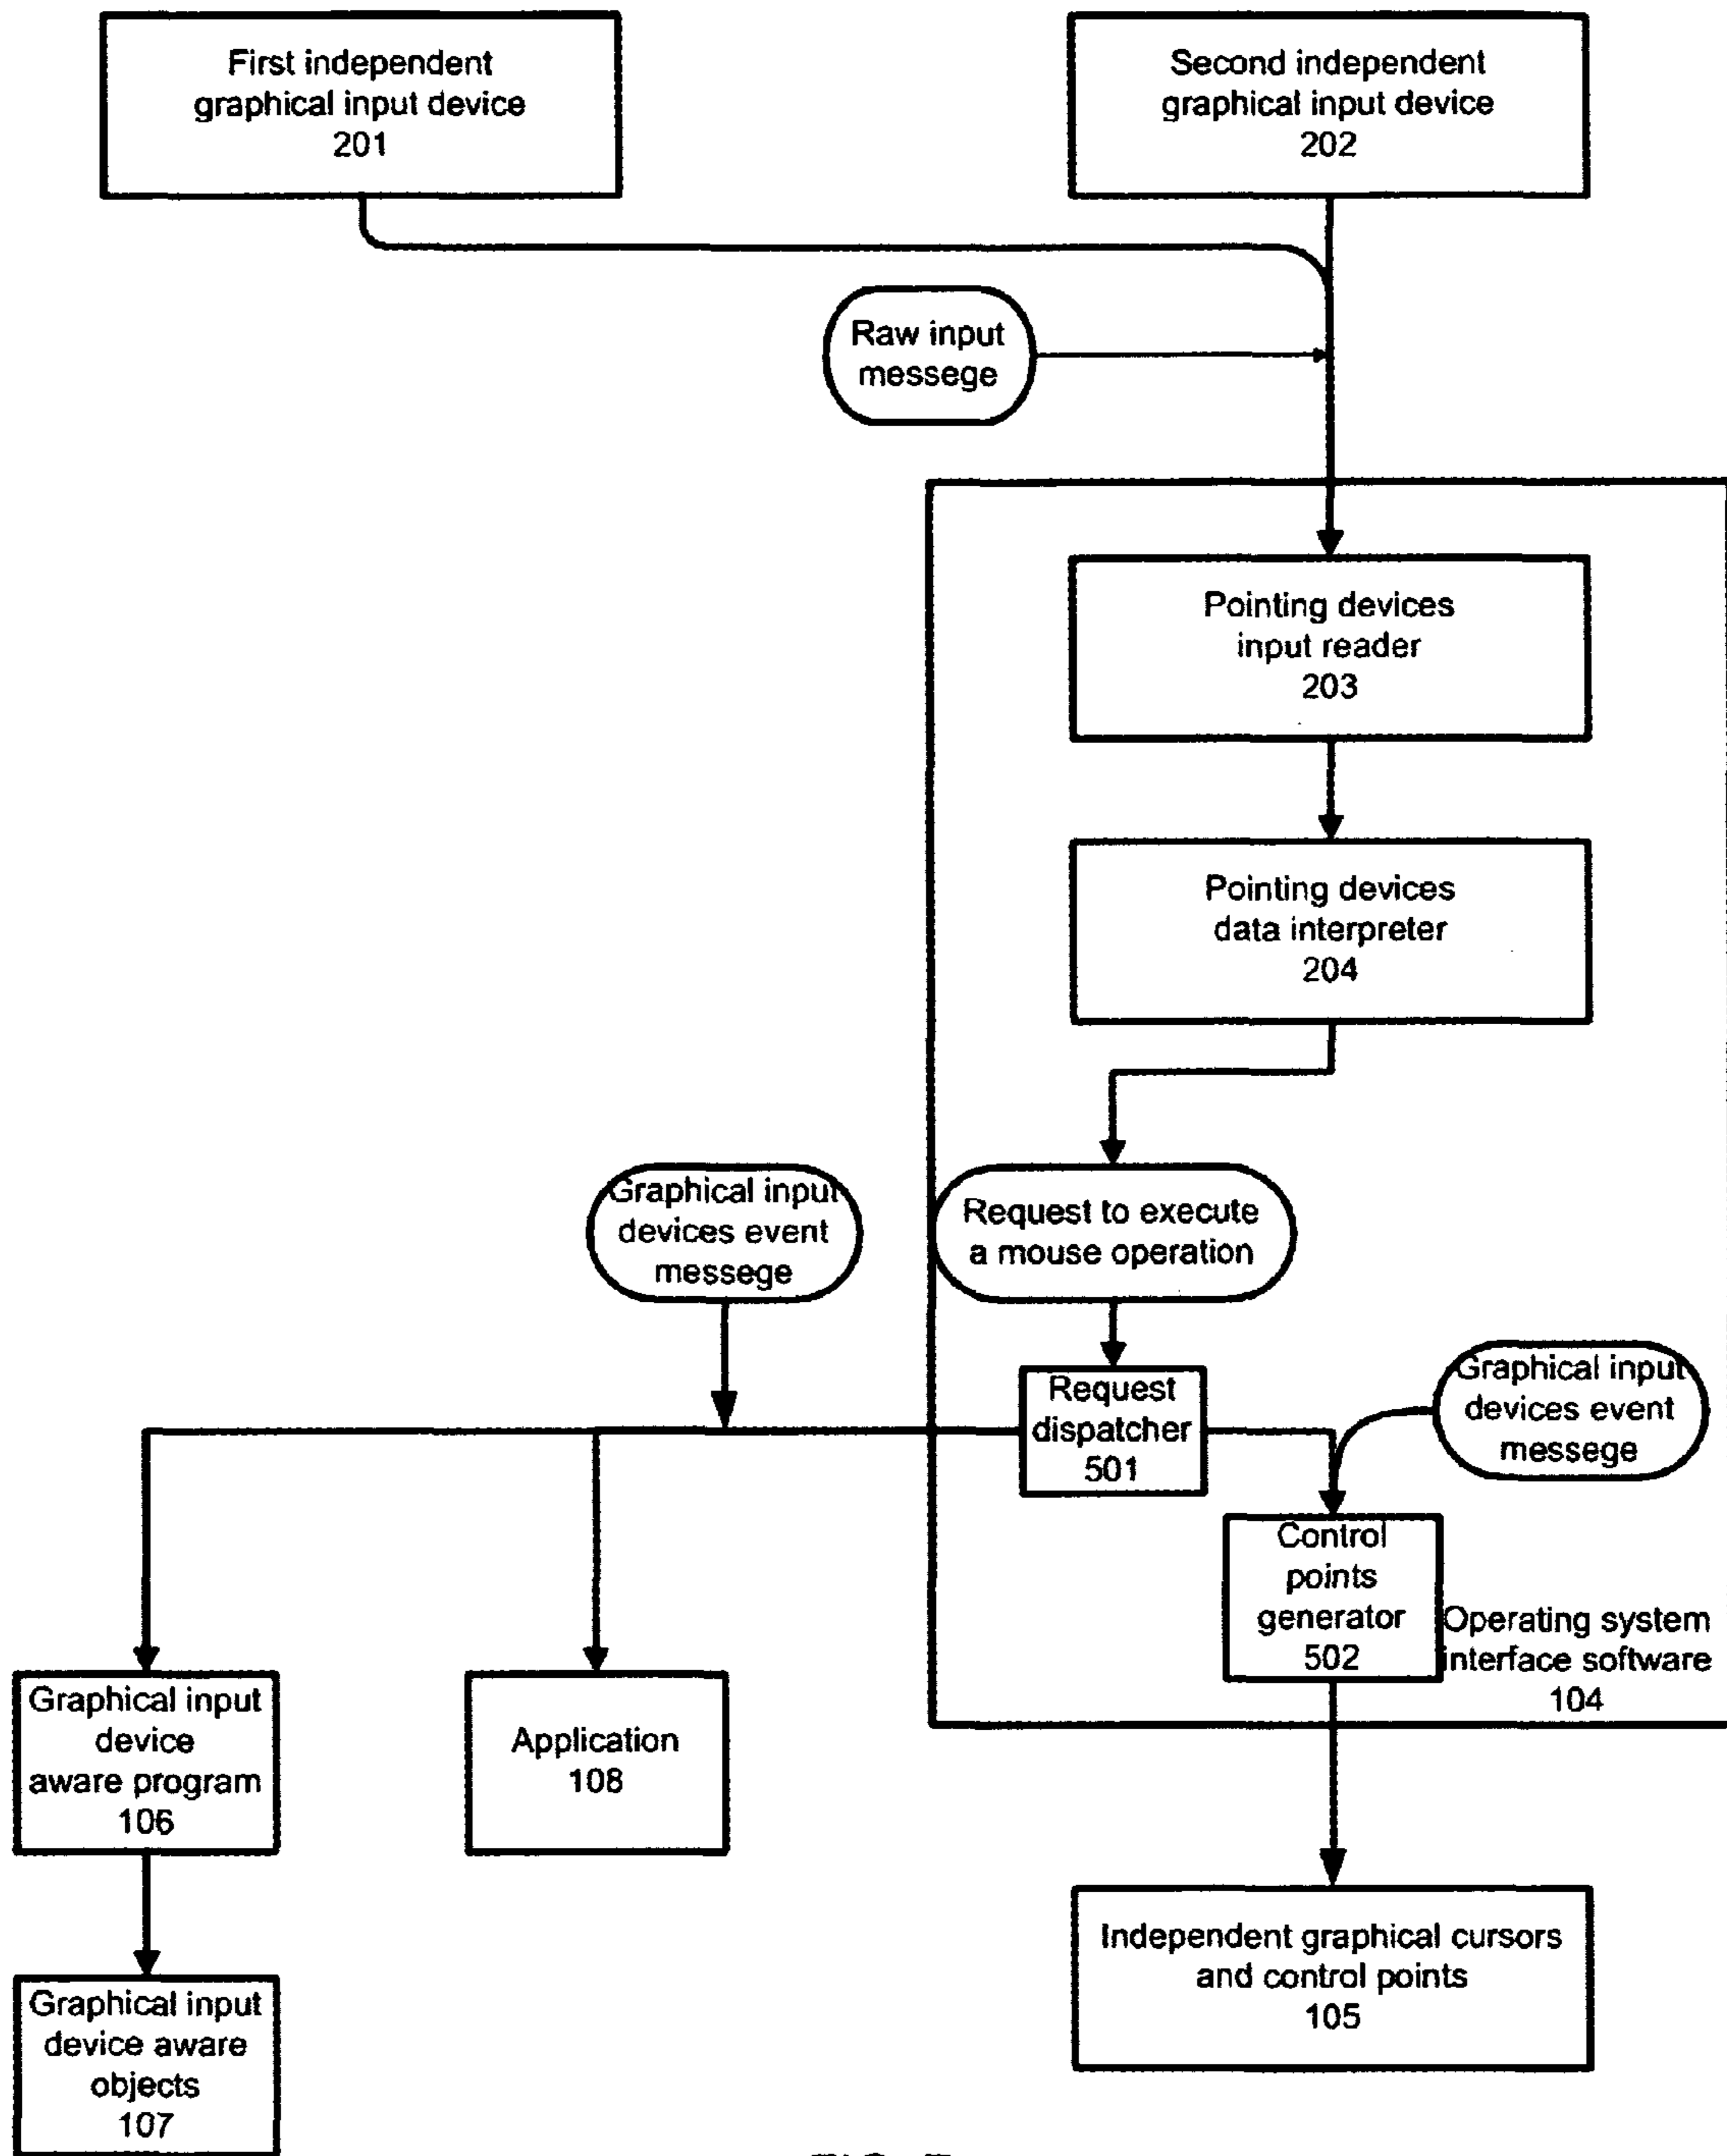 First independent
graphical input device
201
Second independent
graphical input device
202
Raw input
messege
Pointing devices
input reader
203
Pointing devices
data interpreter
204
Graphical input
devices event
messege
Request to execute
a mouse operation
Request
dispatcher
501
Graphical input
devices event
messege
Control
points
generator
502
Operating system
interface software
104
Graphical input
device
aware program
106
Application
108
Independent graphical cursors
and control points
105
Graphical input
device aware
objects
107